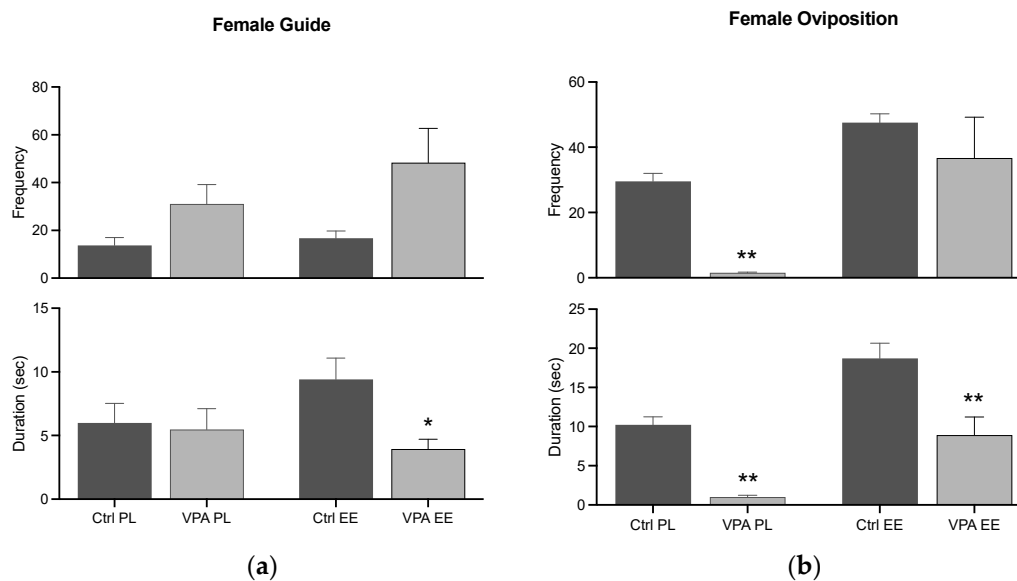 Female Guide
Female Oviposition
Frequency
80
60
40
20
0
Duration (sec)
15
10
5
0
*
Ctrl PL
VPA PL
Ctrl EE
VPA EE
(a)
Frequency
60
40
20
0
**
Duration (sec)
25
20
15
10
5
0
**
**
Ctrl PL
VPA PL
Ctrl EE
VPA EE
(b)